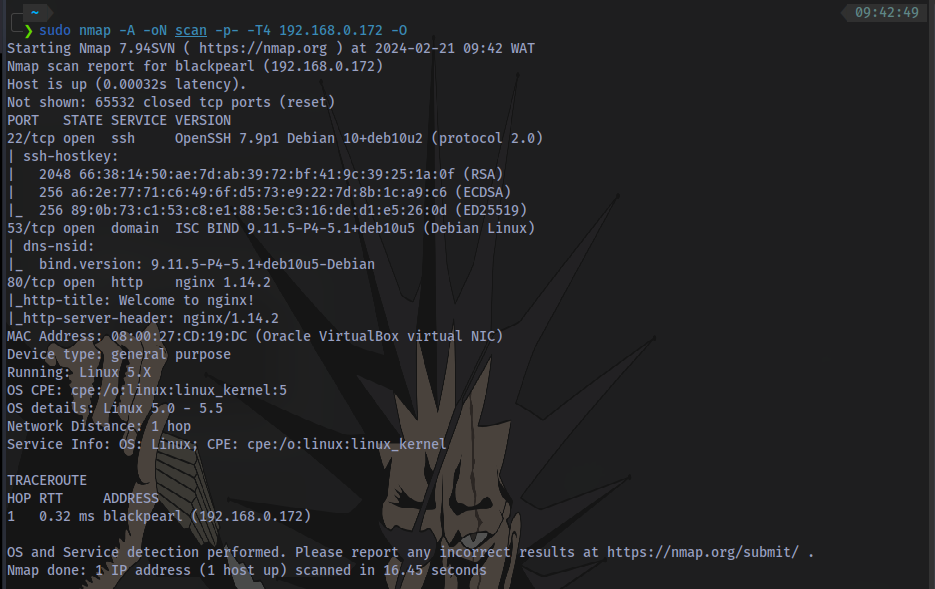 ~ 09:42:49
❯ sudo nmap -A -oN scan -p- -T4 192.168.0.172 -O
Starting Nmap 7.94SVN ( https://nmap.org ) at 2024-02-21 09:42 WAT
Nmap scan report for blackpearl (192.168.0.172)
Host is up (0.00032s latency).
Not shown: 65532 closed tcp ports (reset)
PORT   STATE SERVICE VERSION
22/tcp open  ssh     OpenSSH 7.9p1 Debian 10+deb10u2 (protocol 2.0)
| ssh-hostkey:
|   2048 66:38:14:50:ae:7d:ab:39:72:bf:41:9c:39:25:1a:0f (RSA)
|   256 a6:2e:77:71:c6:49:6f:d5:73:e9:22:7d:8b:1c:a9:c6 (ECDSA)
|_  256 89:0b:73:c1:53:c8:e1:88:5e:c3:16:de:d1:e5:26:0d (ED25519)
53/tcp open  domain  ISC BIND 9.11.5-P4-5.1+deb10u5 (Debian Linux)
| dns-nsid:
|_  bind.version: 9.11.5-P4-5.1+deb10u5-Debian
80/tcp open  http    nginx 1.14.2
|_http-title: Welcome to nginx!
|_http-server-header: nginx/1.14.2
MAC Address: 08:00:27:CD:19:DC (Oracle VirtualBox virtual NIC)
Device type: general purpose
Running: Linux 5.X
OS CPE: cpe:/o:linux:linux_kernel:5
OS details: Linux 5.0 - 5.5
Network Distance: 1 hop
Service Info: OS: Linux; CPE: cpe:/o:linux:linux_kernel
TRACEROUTE
HOP RTT     ADDRESS
1   0.32 ms blackpearl (192.168.0.172)
OS and Service detection performed. Please report any incorrect results at https://nmap.org/submit/ .
Nmap done: 1 IP address (1 host up) scanned in 16.45 seconds